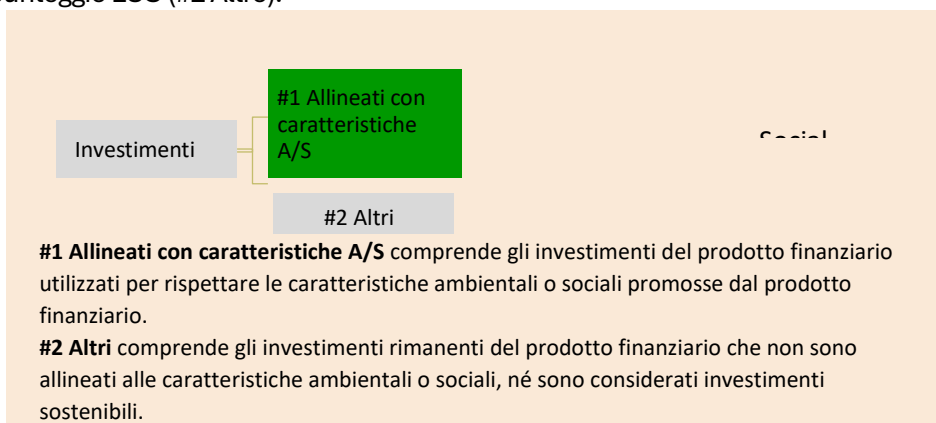 #1 Allineati con
caratteristiche
A/S
Investimenti
#2 Altri
#1 Allineati con caratteristiche A/S comprende gli investimenti del prodotto finanziario
utilizzati per rispettare le caratteristiche ambientali o sociali promosse dal prodotto
finanziario.
#2 Altri comprende gli investimenti rimanenti del prodotto finanziario che non sono
allineati alle caratteristiche ambientali o sociali, né sono considerati investimenti
sostenibili.